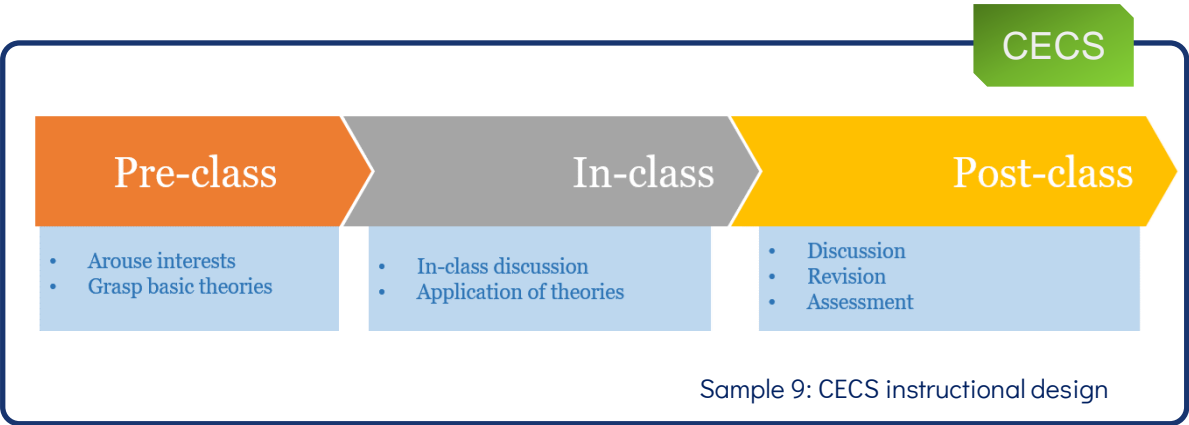 CECS
Pre-class
In-class
Post-class
• Arouse interests
• Grasp basic theories
• In-class discussion
• Application of theories
• Discussion
• Revision
• Assessment
Sample 9: CECS instructional design